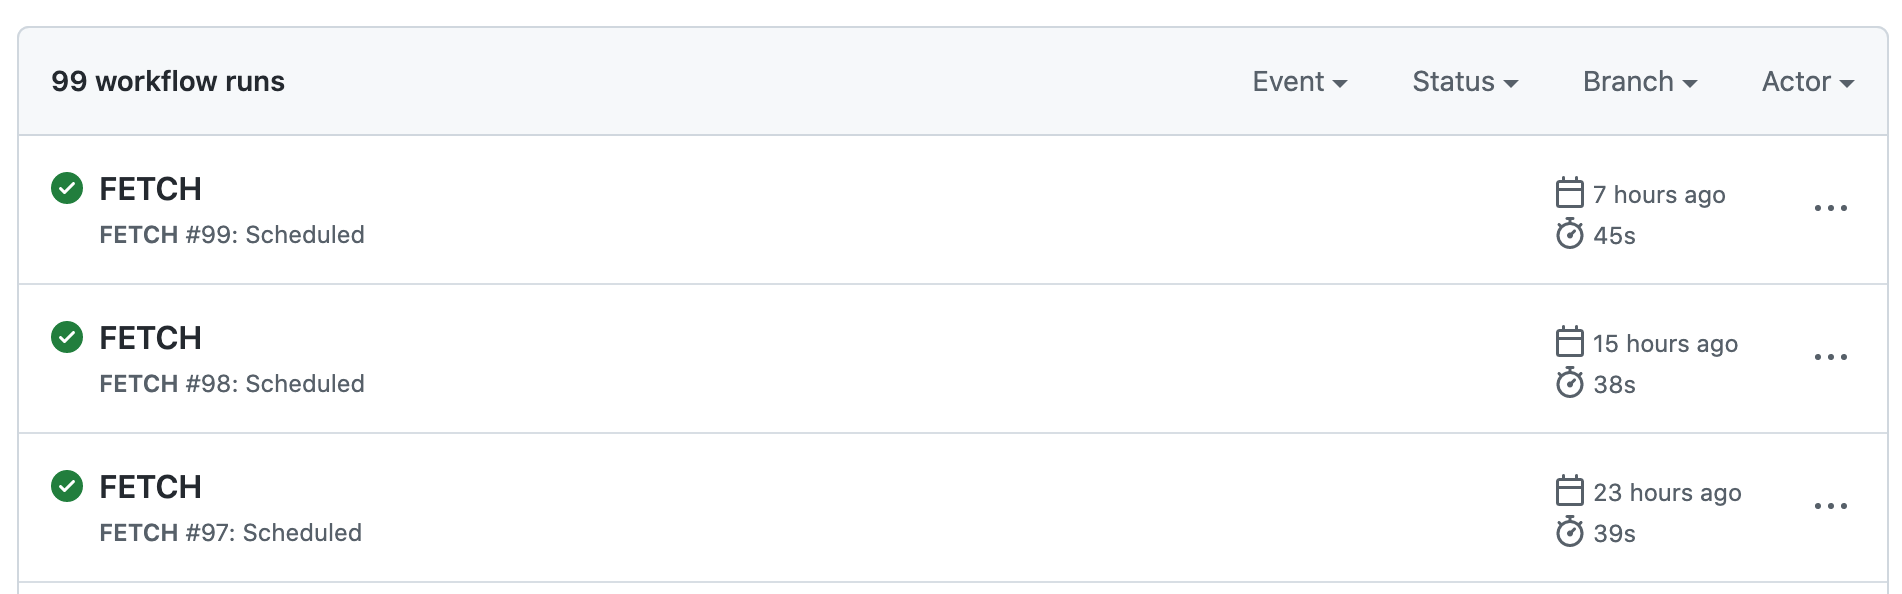 99 workflow runs
Event Status Branch Actor
FETCH
FETCH #99: Scheduled
7 hours ago
45s
FETCH
FETCH #98: Scheduled
15 hours ago
38s
FETCH
FETCH #97: Scheduled
23 hours ago
39s